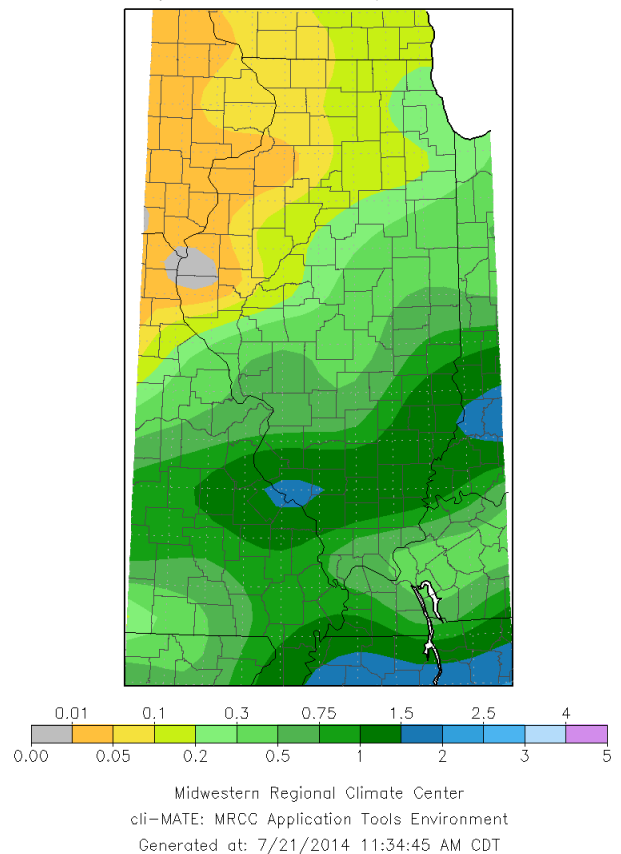 0.01 0.1 0.3 0.75 1.5 2.5 4
0.00 0.05 0.2 0.5 1 2 3 5
Midwestern Regional Climate Center
cli-MATE: MRCC Application Tools Environment
Generated at: 7/21/2014 11:34:45 AM CDT